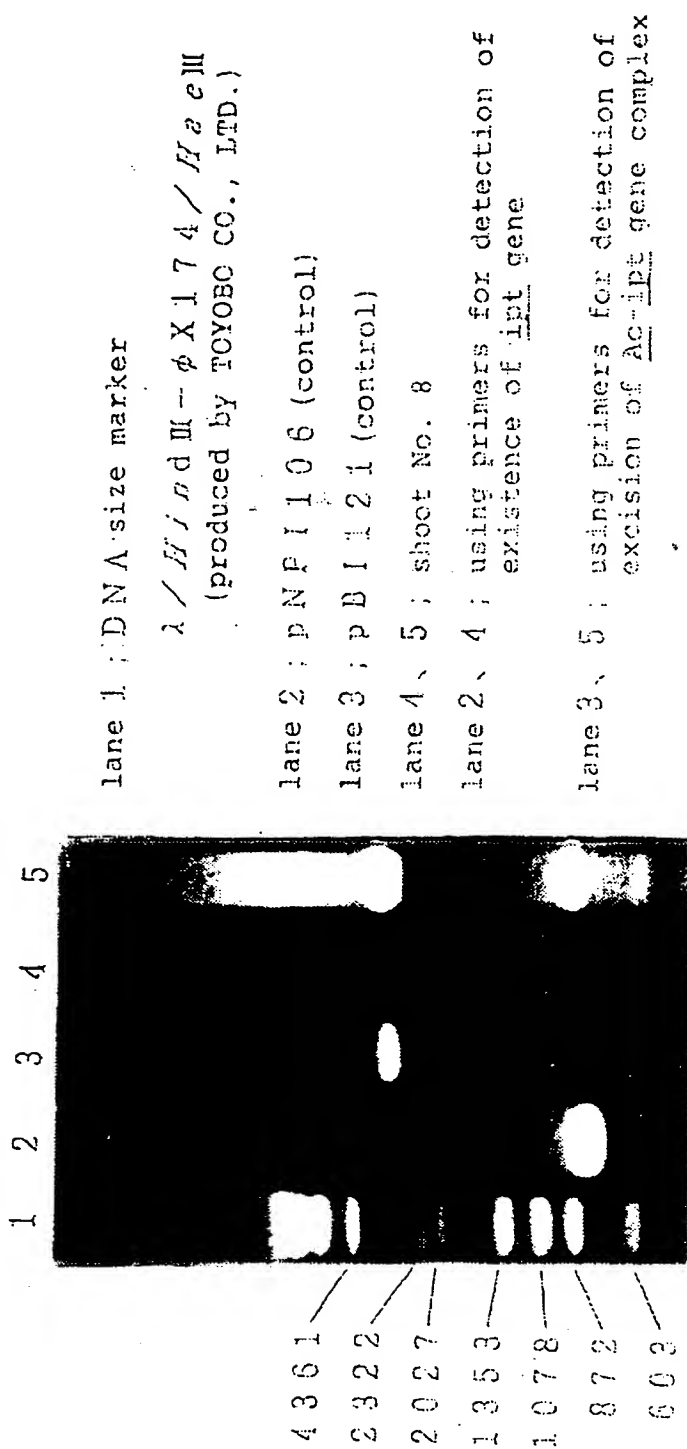 1 2 3 4 5
4361
2322
2027
1353
1078
872
603
lane 1 ; DNA size marker
λ / Hind III - φX174 / Hae III
(produced by TOYOBO CO., LTD.)
lane 2 ; pNPI106 (control)
lane 3 ; pBI121 (control)
lane 4、5 ; shoot No. 8
lane 2、4 ; using primers for detection of
existence of ipt gene
lane 3、5 ; using primers for detection of
excision of Ac-ipt gene complex